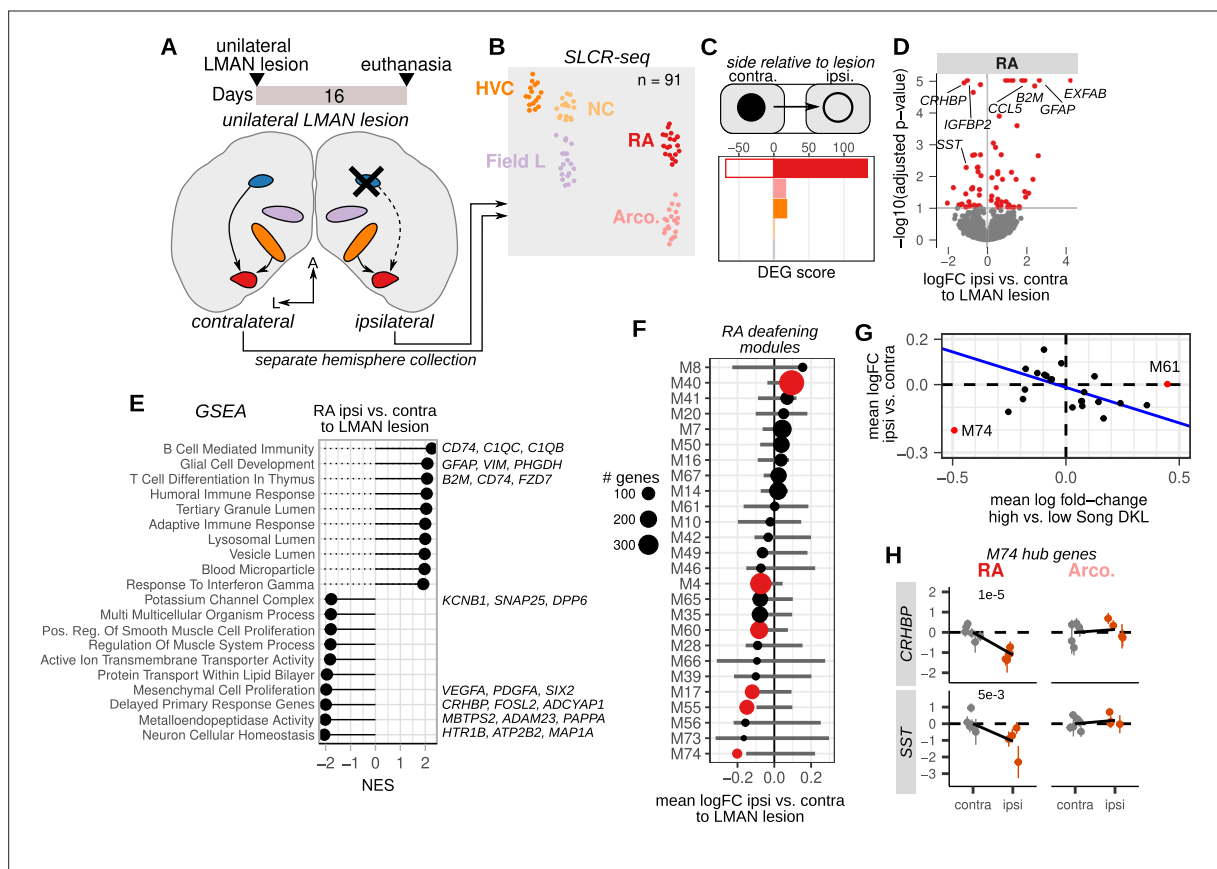 A
unilateral
LMAN lesion
euthanasia
Days
16
unilateral LMAN lesion
A
L
contralateral
ipsilateral
separate hemisphere collection
B
SLCR-seq
n = 91
HVC
NC
RA
Field L
Arco.
C
side relative to lesion
contra.
ipsi.
−50 0 50 100
DEG score
D
RA
−log10(adjusted p−value)
5
4
3
2
1
0
CRHBP
IGFBP2
SST
CCL5
B2M
GFAP
EXFAB
−2 0 2 4
logFC ipsi vs. contra
to LMAN lesion
E
GSEA
RA ipsi vs. contra
to LMAN lesion
B Cell Mediated Immunity CD74, C1QC, C1QB
Glial Cell Development GFAP, VIM, PHGDH
T Cell Differentiation In Thymus B2M, CD74, FZD7
Humoral Immune Response
Tertiary Granule Lumen
Adaptive Immune Response
Lysosomal Lumen
Vesicle Lumen
Blood Microparticle
Response To Interferon Gamma
Potassium Channel Complex KCNB1, SNAP25, DPP6
Multi Multicellular Organism Process
Pos. Reg. Of Smooth Muscle Cell Proliferation
Regulation Of Muscle System Process
Active Ion Transmembrane Transporter Activity
Protein Transport Within Lipid Bilayer
Mesenchymal Cell Proliferation VEGFA, PDGFA, SIX2
Delayed Primary Response Genes CRHBP, FOSL2, ADCYAP1
Metalloendopeptidase Activity MBTPS2, ADAM23, PAPPA
Neuron Cellular Homeostasis HTR1B, ATP2B2, MAP1A
−2 −1 0 1 2
NES
F
RA deafening
modules
# genes
100
200
300
M8
M40
M41
M20
M7
M50
M16
M67
M14
M61
M10
M42
M49
M46
M4
M65
M35
M60
M28
M66
M39
M17
M55
M56
M73
M74
−0.2 0.0 0.2
mean logFC ipsi vs. contra
to LMAN lesion
G
mean logFC
ipsi vs. contra
0.2
0.0
−0.3
M61
M74
−0.5 0.0 0.5
mean log fold−change
high vs. low Song DKL
H
M74 hub genes
RA
Arco.
CRHBP
2
1
0
−1
−2
1e-5
SST
1
0
−1
−2
−3
5e-3
contra ipsi contra ipsi